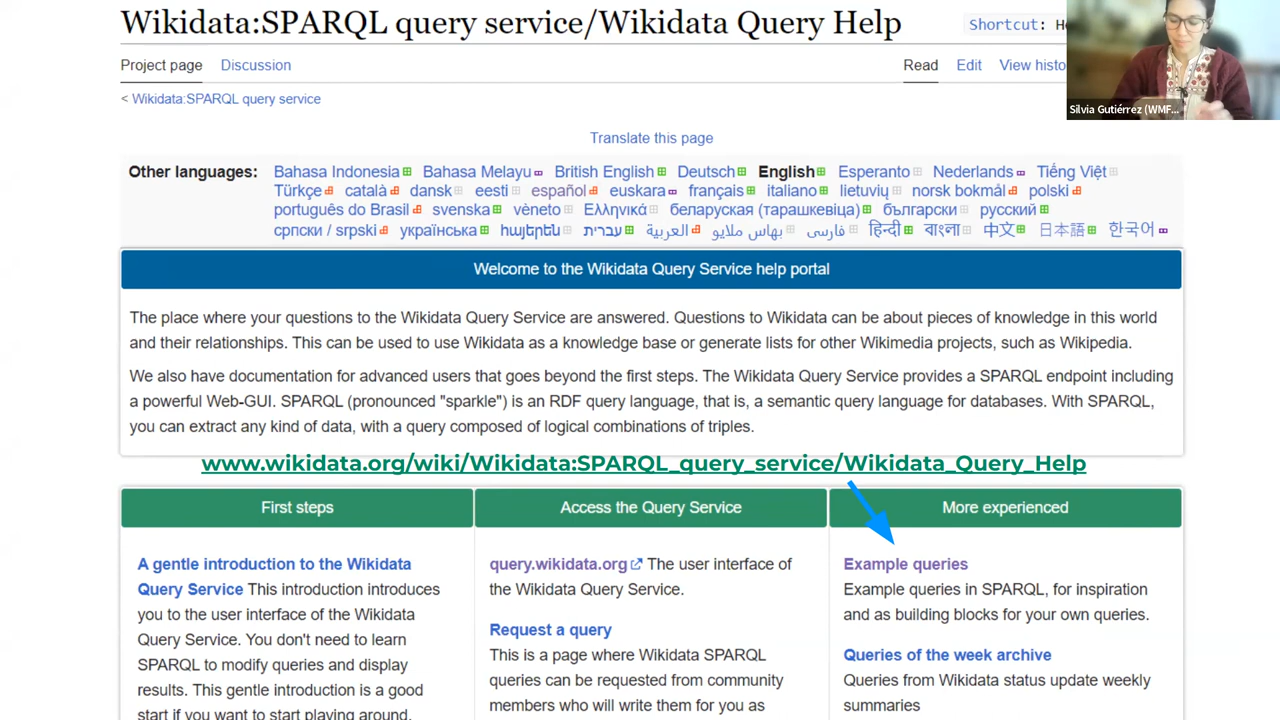 Wikidata:SPARQL query service/Wikidata Query Help
Shortcut:
Project page Discussion Read Edit View histo
< Wikidata:SPARQL query service
Silvia Gutiérrez (WMF...
Translate this page
Other languages: Bahasa Indonesia Bahasa Melayu British English Deutsch English Esperanto Nederlands Tiếng Việt
Türkçe català dansk eesti español euskara français italiano lietuvių norsk bokmål polski
português do Brasil svenska vèneto Ελληνικά беларуская (тарашкевіца) български русский
српски / srpski українська հայերեն עברית العربية بهاس ملايو فارسی हिन्दी বাংলা 中文 日本語 한국어
Welcome to the Wikidata Query Service help portal
The place where your questions to the Wikidata Query Service are answered. Questions to Wikidata can be about pieces of knowledge in this world
and their relationships. This can be used to use Wikidata as a knowledge base or generate lists for other Wikimedia projects, such as Wikipedia.
We also have documentation for advanced users that goes beyond the first steps. The Wikidata Query Service provides a SPARQL endpoint including
a powerful Web-GUI. SPARQL (pronounced "sparkle") is an RDF query language, that is, a semantic query language for databases. With SPARQL,
you can extract any kind of data, with a query composed of logical combinations of triples.
www.wikidata.org/wiki/Wikidata:SPARQL_query_service/Wikidata_Query_Help
First steps
A gentle introduction to the Wikidata
Query Service This introduction introduces
you to the user interface of the Wikidata
Query Service. You don't need to learn
SPARQL to modify queries and display
results. This gentle introduction is a good
start if you want to start playing around.
Access the Query Service
query.wikidata.org The user interface of
the Wikidata Query Service.
Request a query
This is a page where Wikidata SPARQL
queries can be requested from community
members who will write them for you as
More experienced
Example queries
Example queries in SPARQL, for inspiration
and as building blocks for your own queries.
Queries of the week archive
Queries from Wikidata status update weekly
summaries